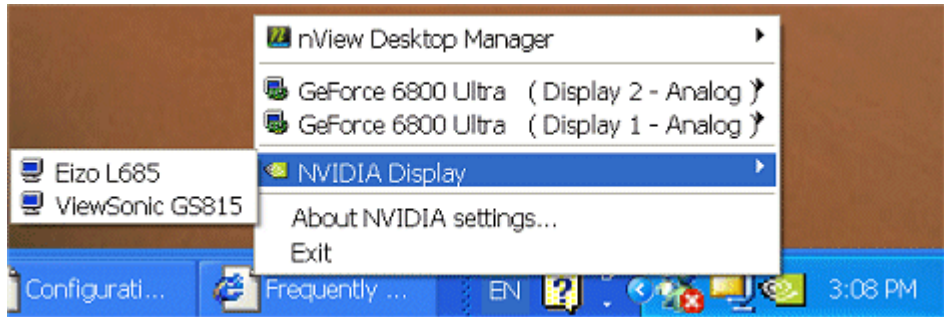 nView Desktop Manager
GeForce 6800 Ultra ( Display 2 - Analog )
GeForce 6800 Ultra ( Display 1 - Analog )
NVIDIA Display
Eizo L685
ViewSonic GS815
About NVIDIA settings...
Exit
Configurati...
Frequently ...
EN
3:08 PM